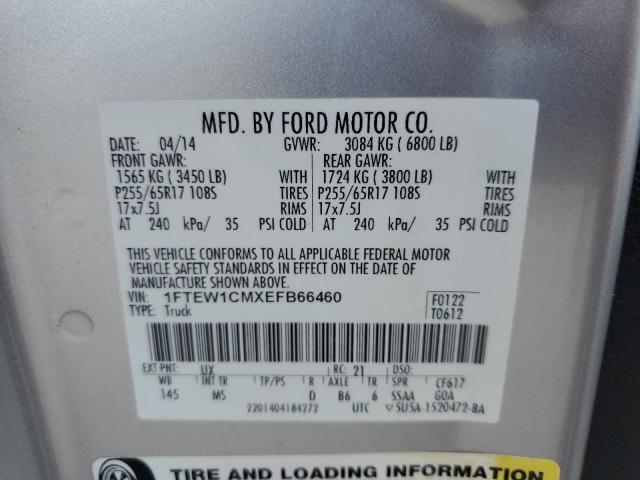 MFD. BY FORD MOTOR CO.
DATE: 04/14 GVWR: 3084 KG ( 6800 LB)
FRONT GAWR: REAR GAWR:
1565 KG ( 3450 LB) WITH 1724 KG ( 3800 LB) WITH
P255/65R17 108S TIRES P255/65R17 108S TIRES
17x7.5J RIMS 17x7.5J RIMS
AT 240 kPa/ 35 PSI COLD AT 240 kPa/ 35 PSI COLD
THIS VEHICLE CONFORMS TO ALL APPLICABLE FEDERAL MOTOR
VEHICLE SAFETY STANDARDS IN EFFECT ON THE DATE OF
MANUFACTURE SHOWN ABOVE.
VIN: 1FTEW1CMXEFB66460 F0122
TYPE: Truck T0612
EXT PNT: UX RC: 21 DSO:
WB INT TR TP/PS R AXLE TR SPR CF617
145 MS D B6 6 SSAA GOA
2201404184272 UTC ▽5U5A-1520472-BA
TIRE AND LOADING INFORMATION